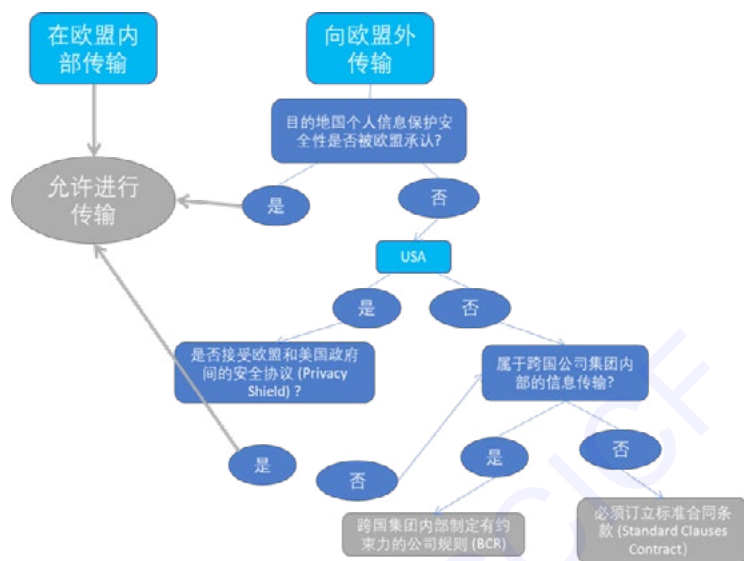 在欧盟内
部传输
向欧盟外
传输
目的地国个人信息保护安
全性是否被欧盟承认?
允许进行
传输
是
否
USA
是
否
是否接受欧盟和美国政府
间的安全协议 (Privacy
Shield) ?
属于跨国公司集团内
部的信息传输?
是
否
是
否
跨国集团内部制定有约
束力的公司规则 (BCR)
必须订立标准合同条
款 (Standard Clauses
Contract)
CICF